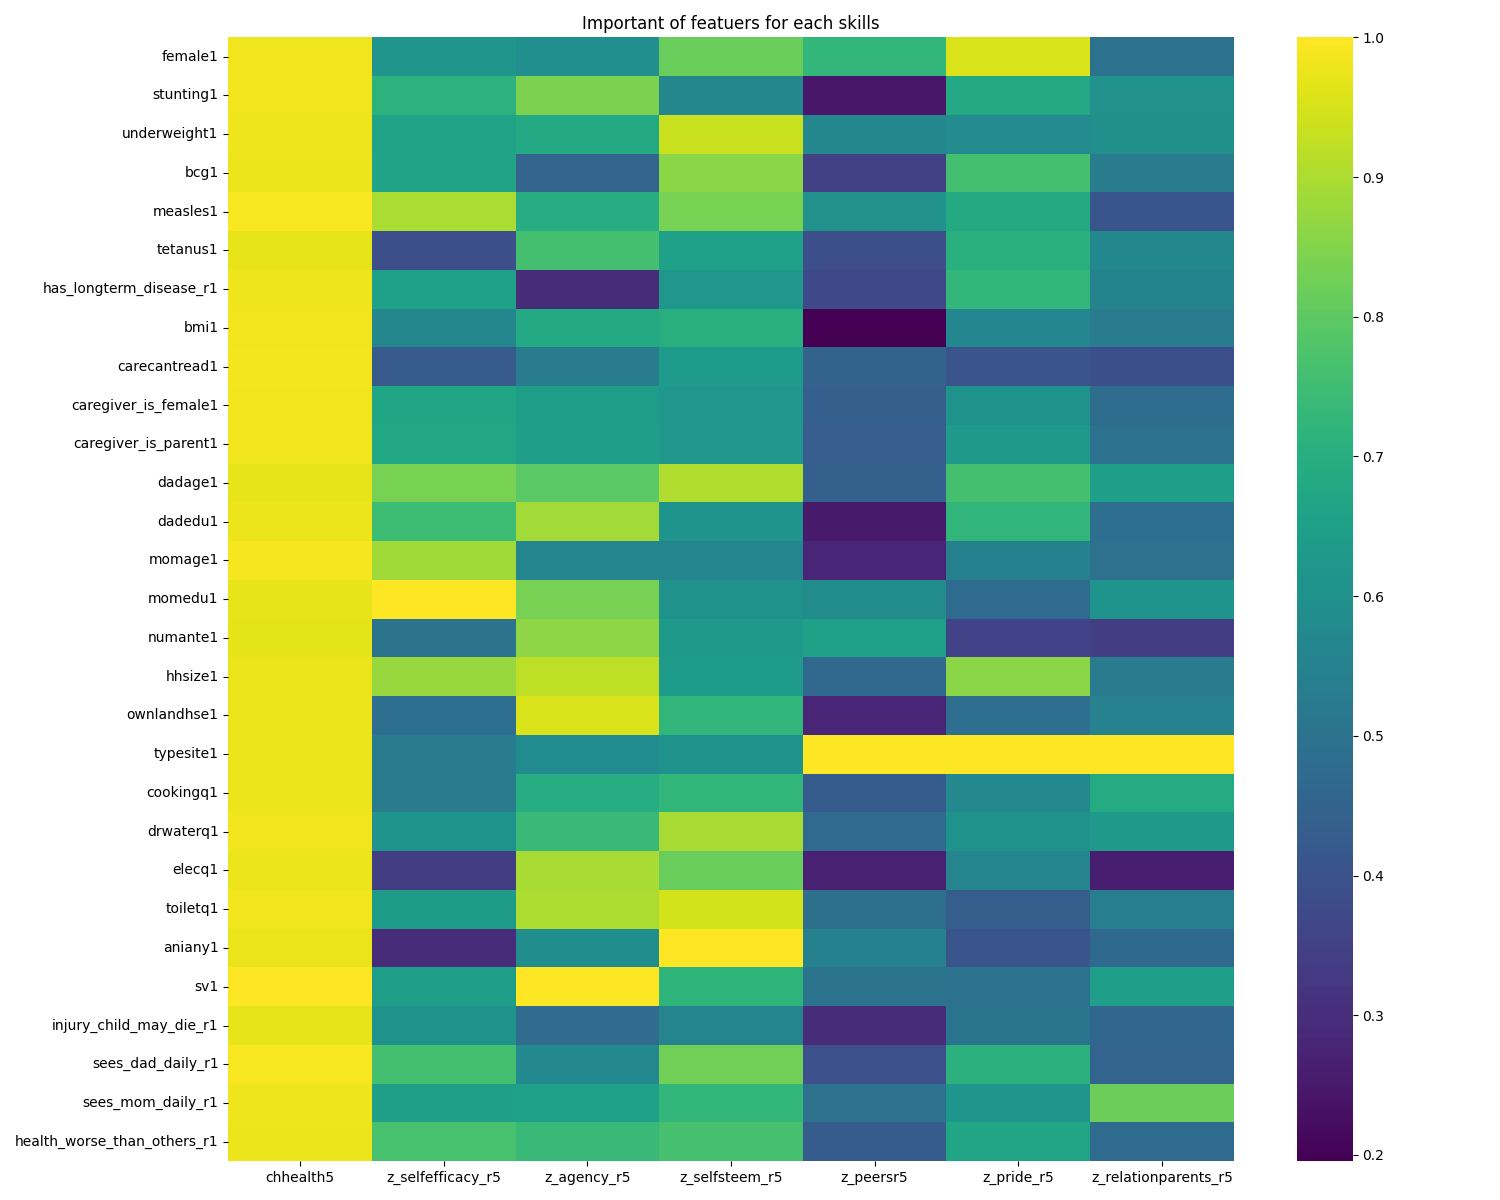 Important of featuers for each skills
female1
stunting1
underweight1
bcg1
measles1
tetanus1
has_longterm_disease_r1
bmi1
carecantread1
caregiver_is_female1
caregiver_is_parent1
dadage1
dadedu1
momage1
momedu1
numante1
hhsize1
ownlandhse1
typesite1
cookingq1
drwaterq1
elecq1
toiletq1
aniany1
sv1
injury_child_may_die_r1
sees_dad_daily_r1
sees_mom_daily_r1
health_worse_than_others_r1
chhealth5 z_selfefficacy_r5 z_agency_r5 z_selfsteem_r5 z_peersr5 z_pride_r5 z_relationparents_r5
1.0
0.9
0.8
0.7
0.6
0.5
0.4
0.3
0.2